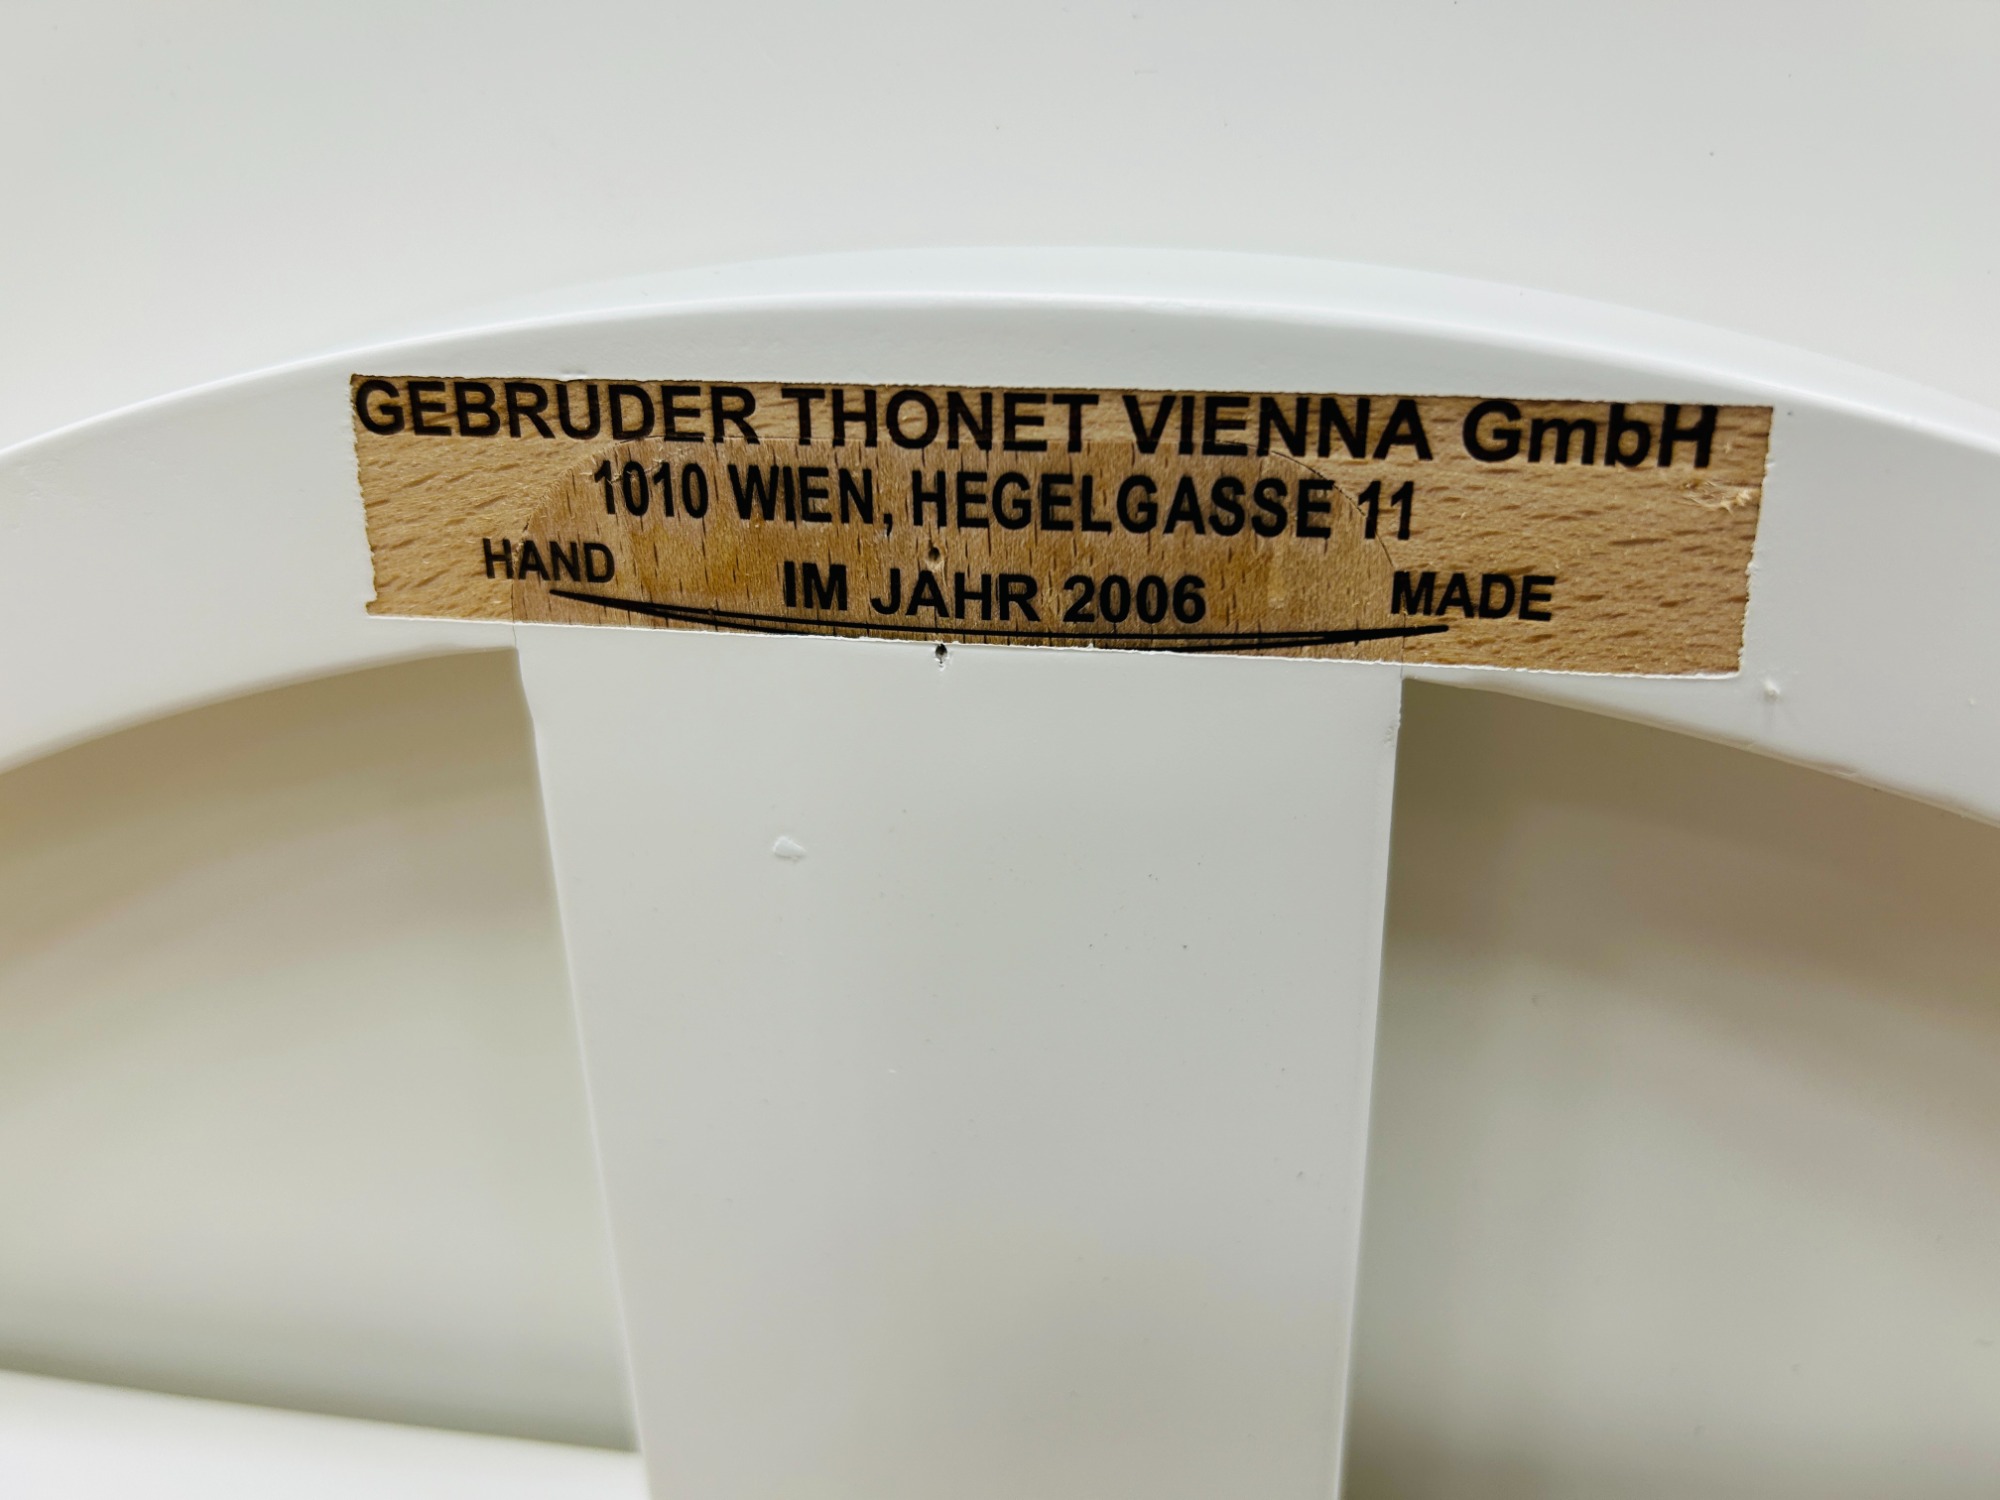 GEBRUDER THONET VIENNA GmbH
1010 WIEN, HEGELGASSE 11
HAND IM JAHR 2006 MADE